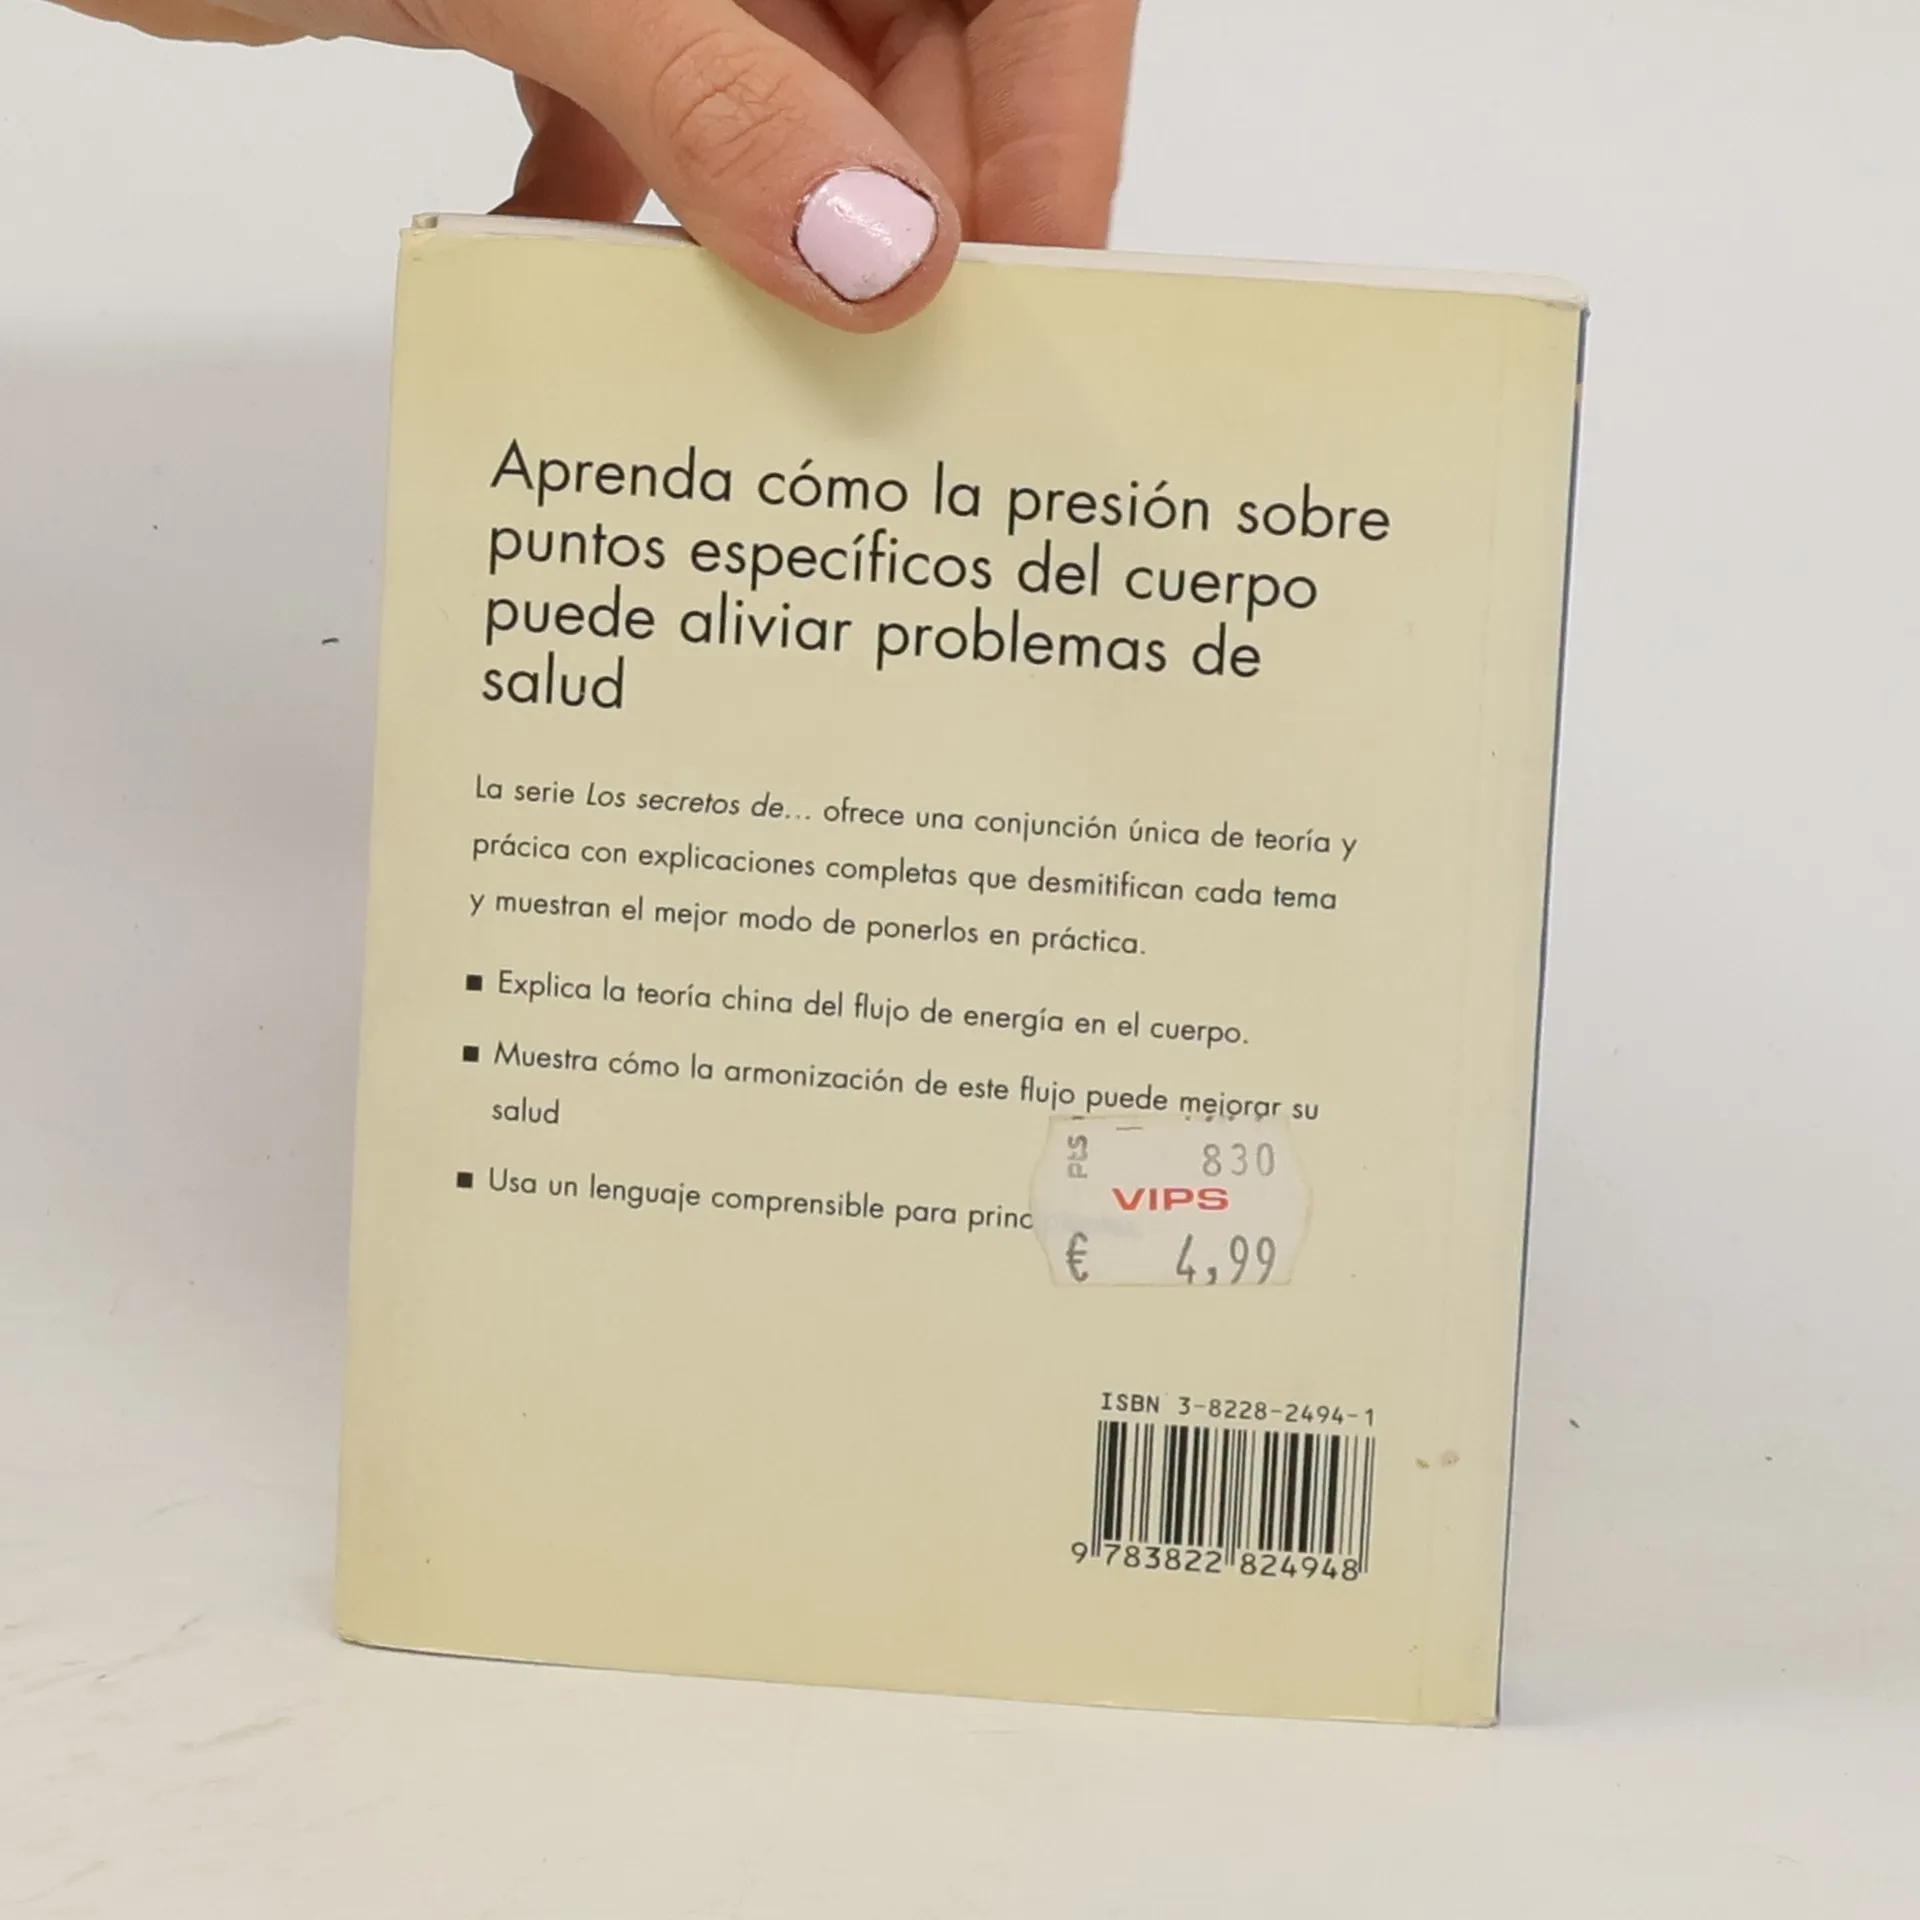 Aprenda cómo la presión sobre
puntos específicos del cuerpo
puede aliviar problemas de
salud
La serie Los secretos de... ofrece una conjunción única de teoría y
prácica con explicaciones completas que desmitifican cada tema
y muestran el mejor modo de ponerlos en práctica.
■ Explica la teoría china del flujo de energía en el cuerpo.
■ Muestra cómo la armonización de este flujo puede mejorar su
salud
■ Usa un lenguaje comprensible para
pts 830
VIPS
€ 4,99
ISBN 3-8228-2494-1
9 783822 824948